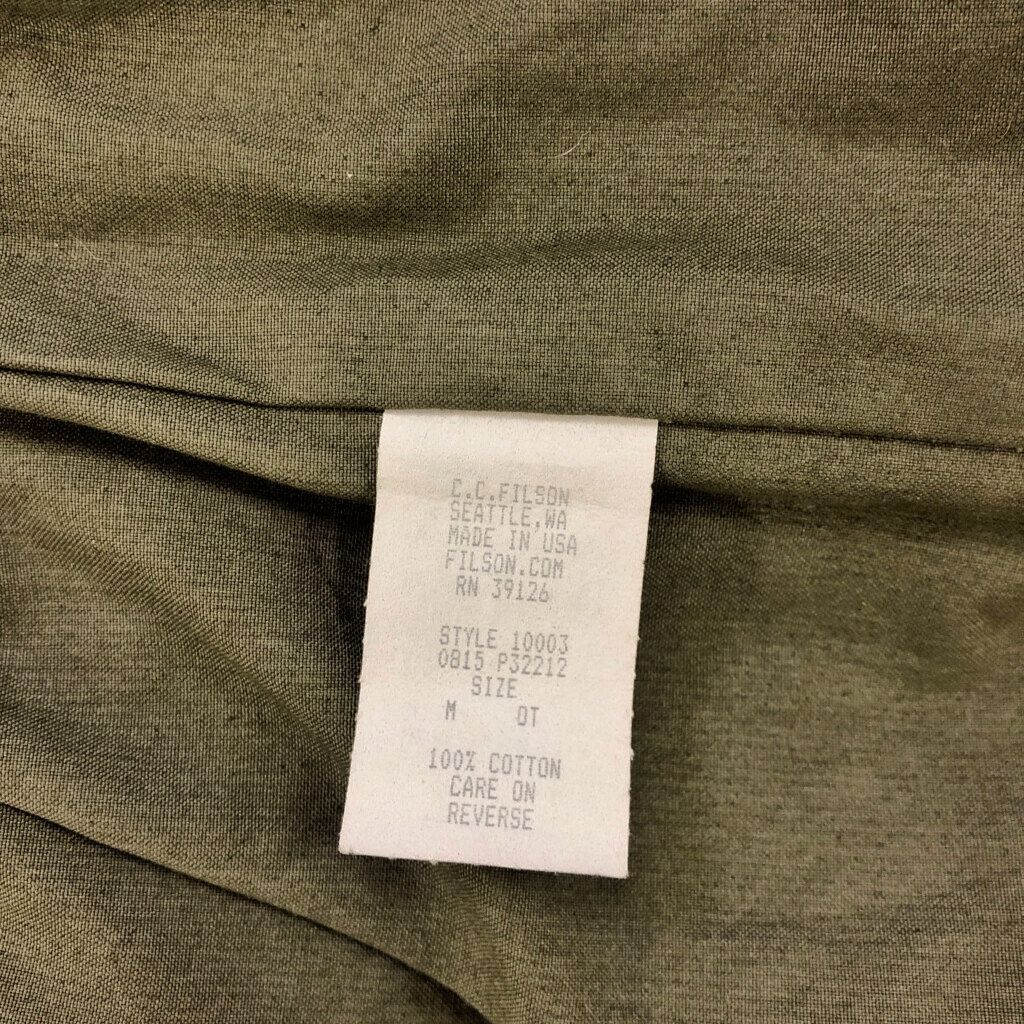 C.C.FILSON
SEATTLE,WA
MADE IN USA
FILSON.COM
RN 39126
STYLE 10003
0815 P32212
SIZE
M OT
100% COTTON
CARE ON
REVERSE